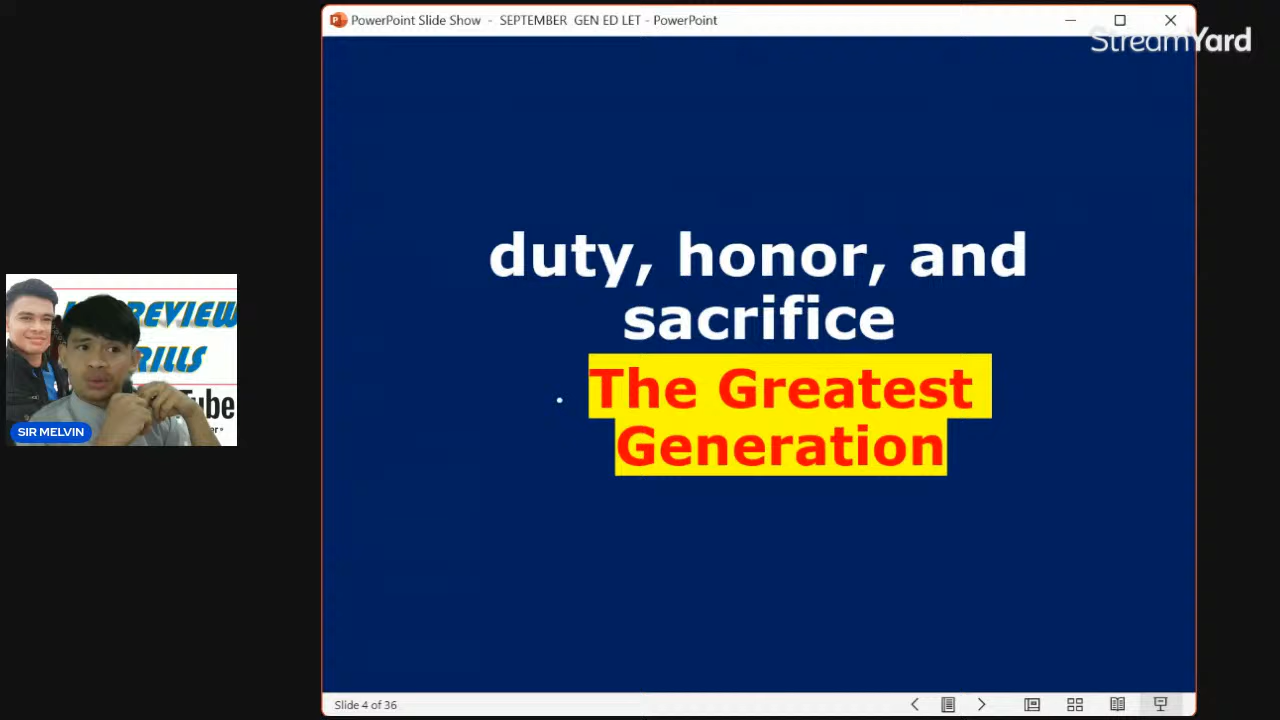 PowerPoint Slide Show - SEPTEMBER GEN ED LET - PowerPoint
StreamYard
duty, honor, and
sacrifice
The Greatest
Generation
REVIEW
SIR MELVIN
Slide 4 of 36